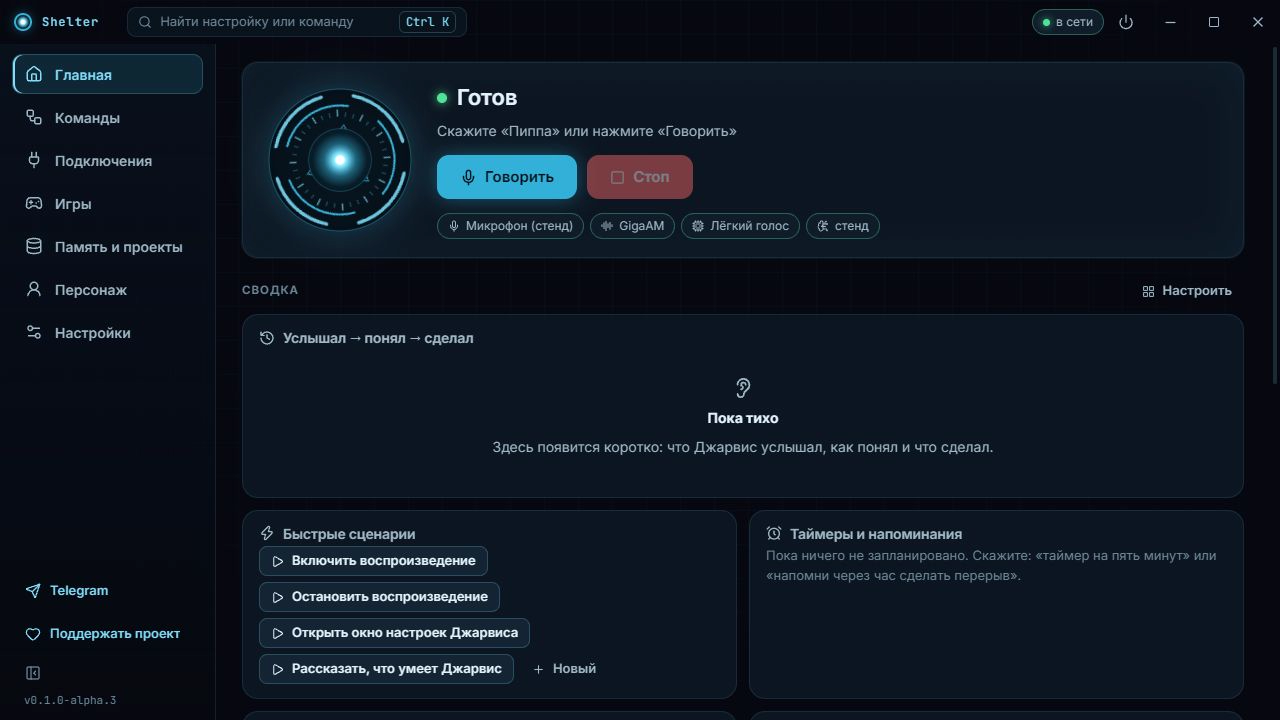 Shelter
Найти настройку или команду
Ctrl K
в сети
Главная
Команды
Подключения
Игры
Память и проекты
Персонаж
Настройки
Telegram
Поддержать проект
v0.1.0-alpha.3
Готов
Скажите «Пиппа» или нажмите «Говорить»
Говорить
Стоп
Микрофон (стенд)
GigaAM
Лёгкий голос
стенд
СВОДКА
Настроить
Услышал → понял → сделал
Пока тихо
Здесь появится коротко: что Джарвис услышал, как понял и что сделал.
Быстрые сценарии
Включить воспроизведение
Остановить воспроизведение
Открыть окно настроек Джарвиса
Рассказать, что умеет Джарвис
+ Новый
Таймеры и напоминания
Пока ничего не запланировано. Скажите: «таймер на пять минут» или
«напомни через час сделать перерыв».